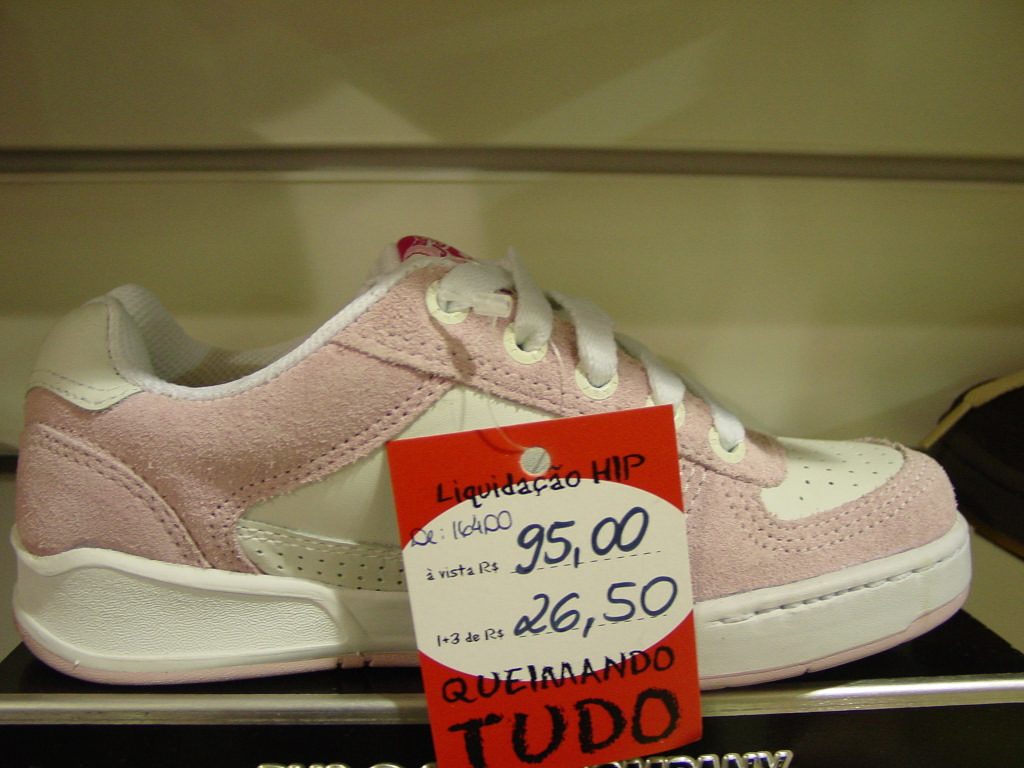 Liquidação HIP
De: 164,00
à vista R$ 95,00
1+3 de R$ 26,50
QUEIMANDO
TUDO